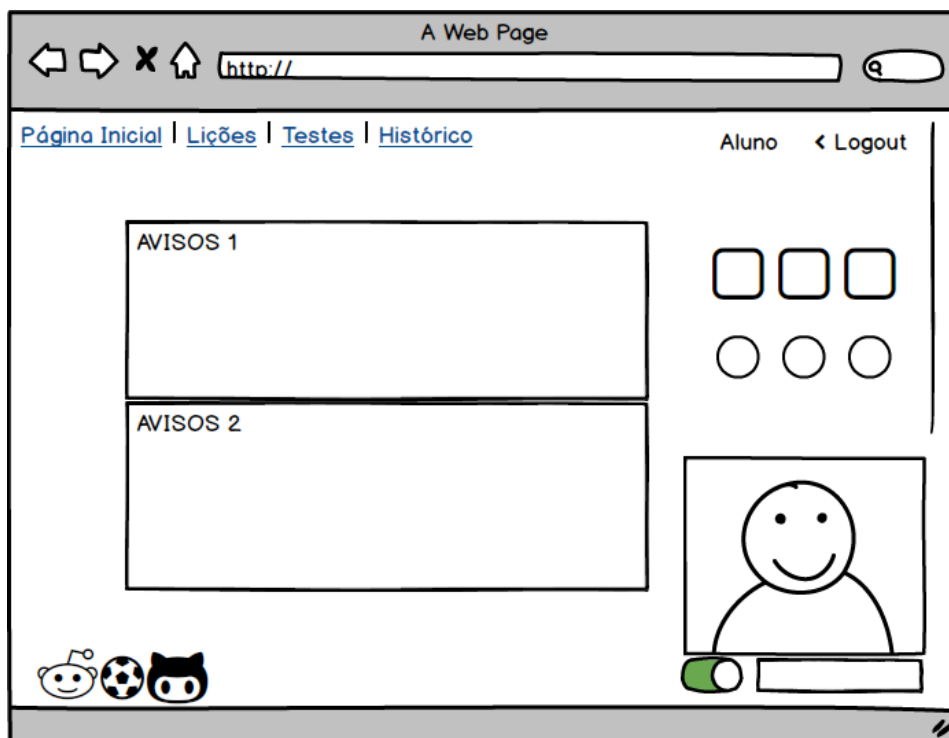 A Web Page
http://
Página Inicial | Lições | Testes | Histórico
Aluno < Logout
AVISOS 1
AVISOS 2